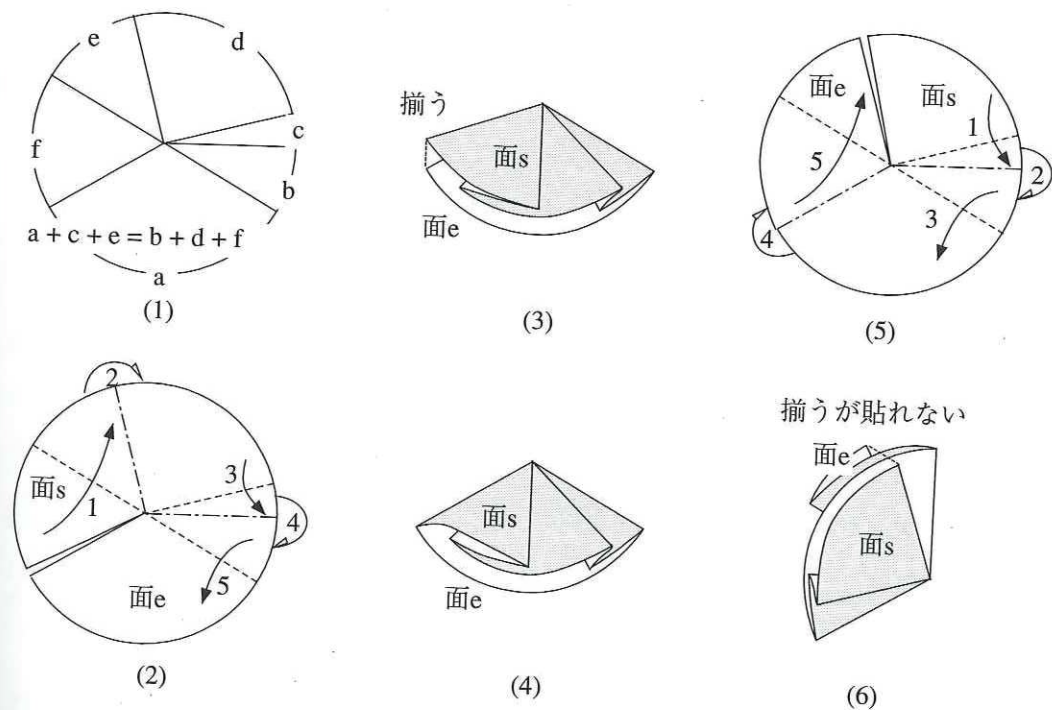 e
d
f
c
b
a + c + e = b + d + f
a
(1)
揃う
面s
面e
(3)
面e
面s
1
2
5
3
4
(5)
2
面s
1
3
4
5
面e
(2)
面s
面e
(4)
揃うが貼れない
面e
面s
(6)